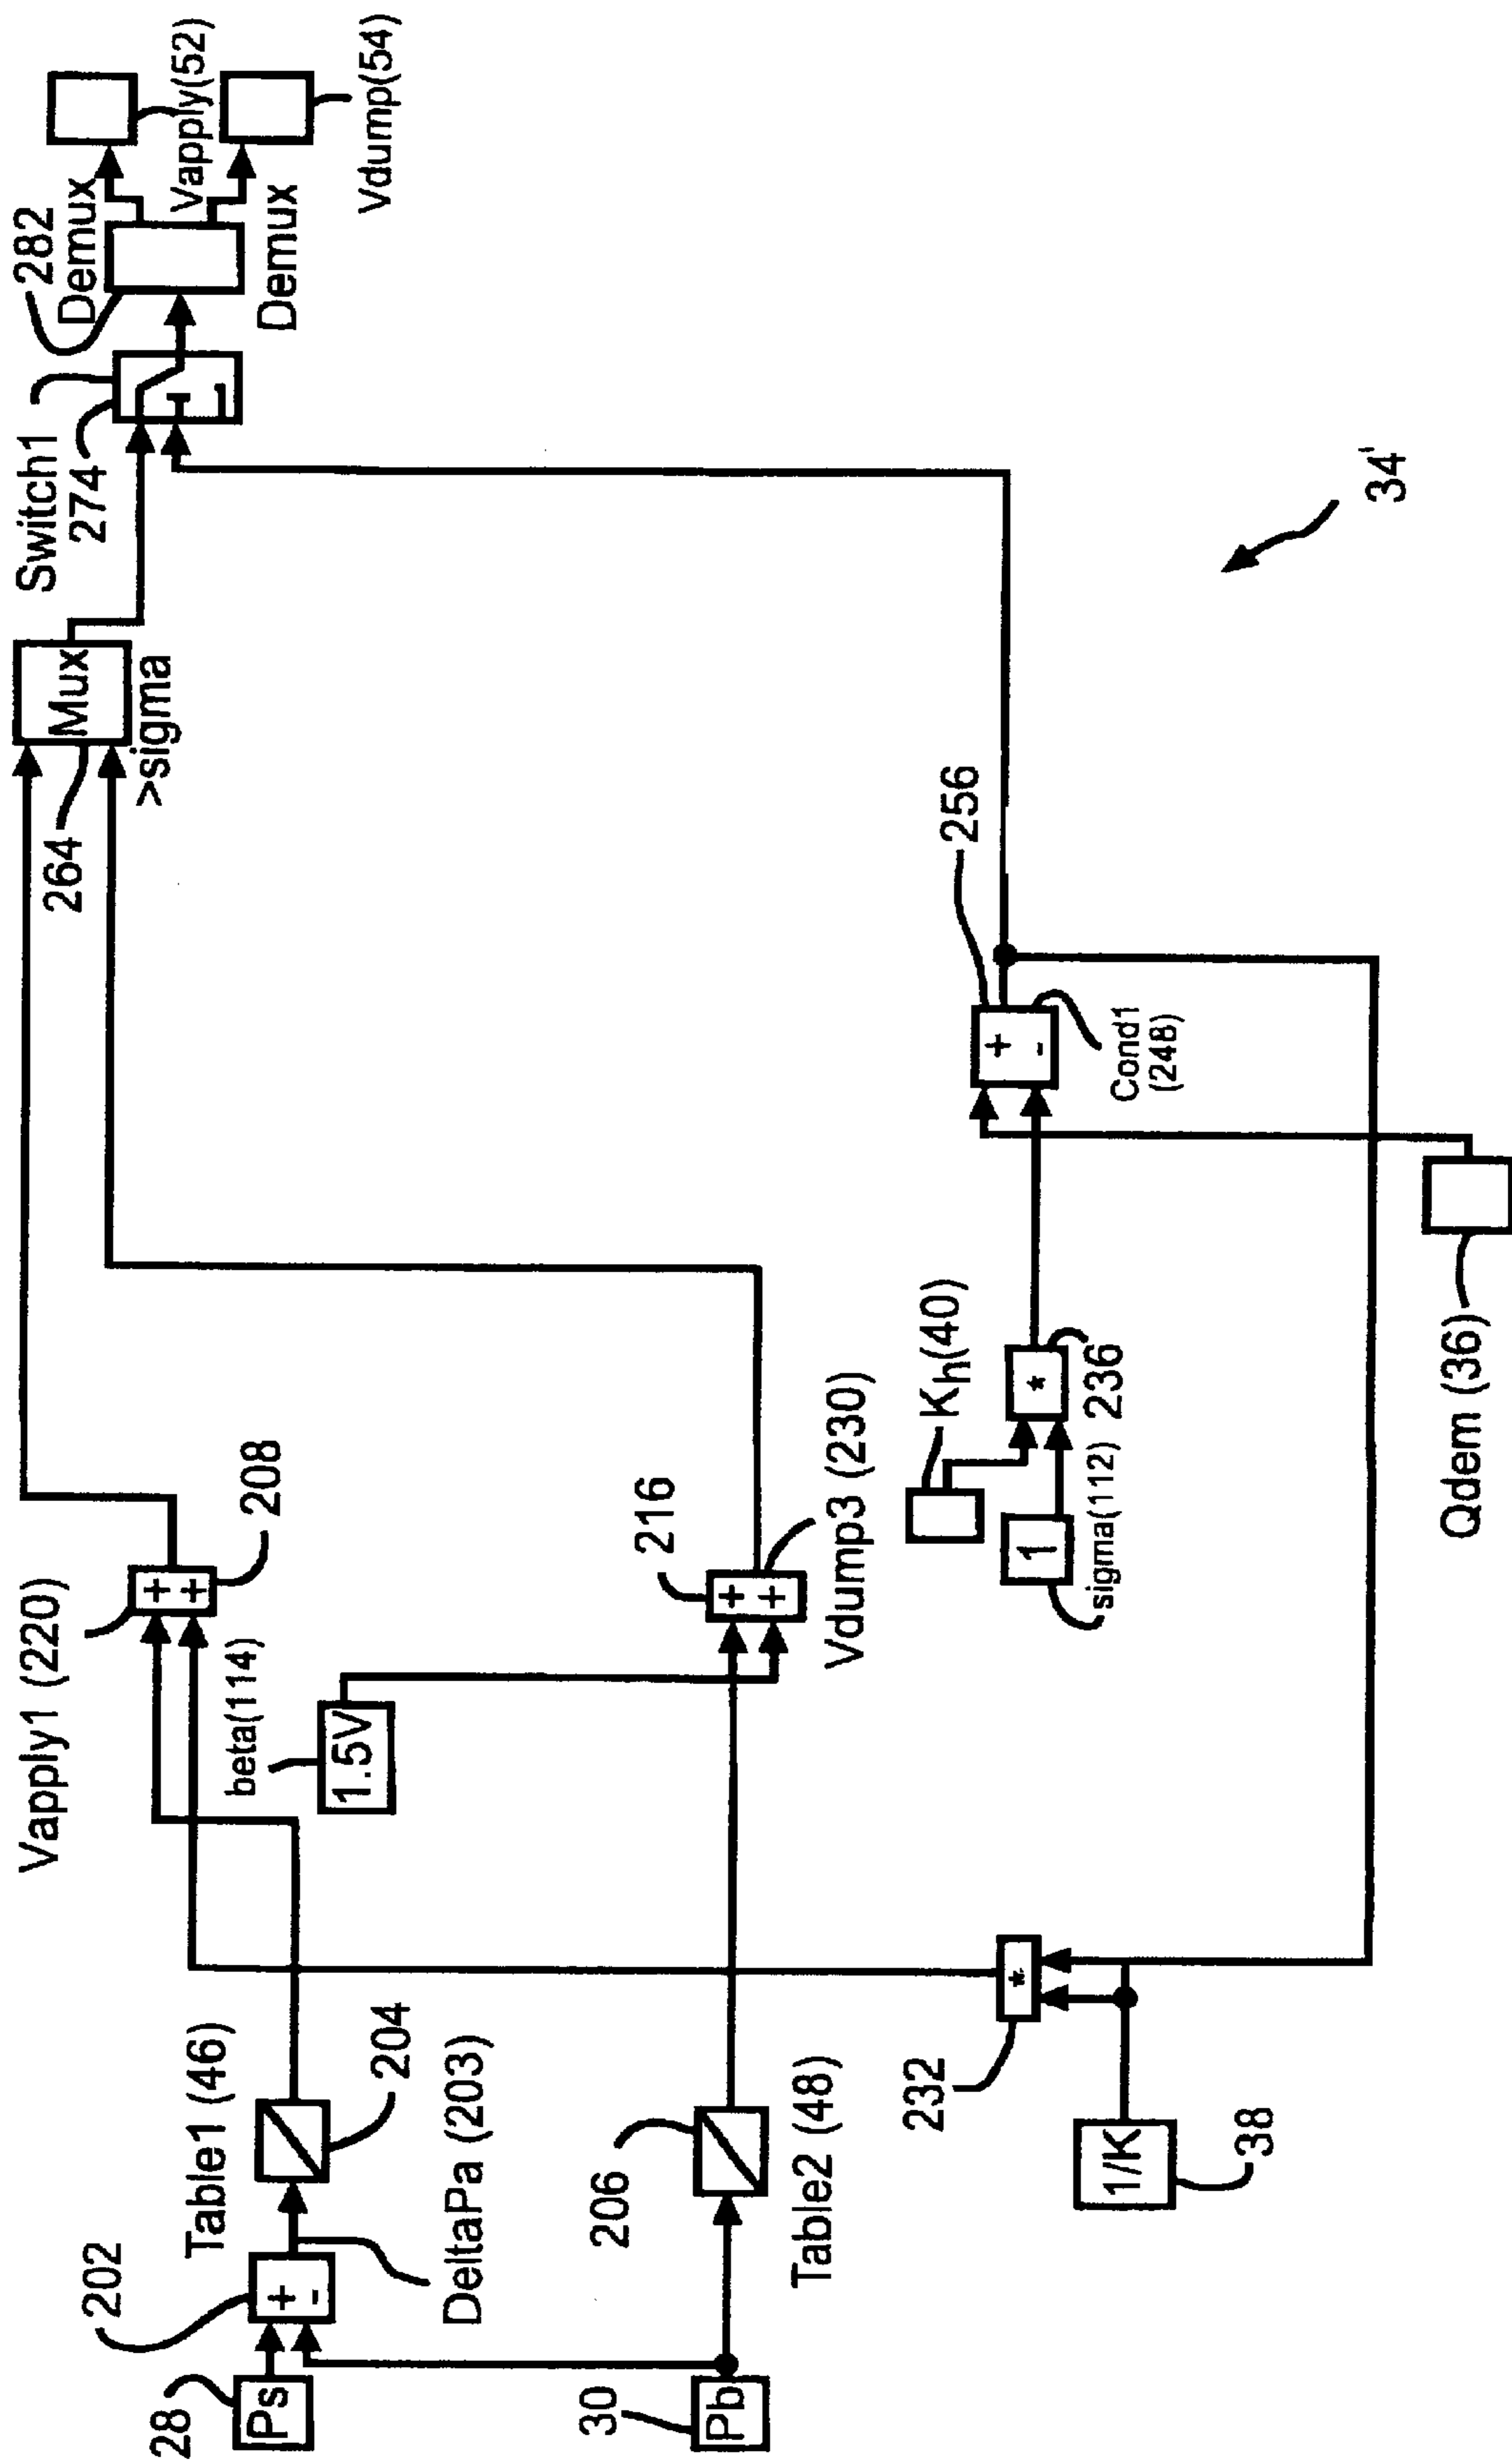 28
Ps
202
+
-
Table1 (46)
204
DeltaPa (203)
30
Pb
206
Table2 (48)
232
*
1/K
38
Vapply1 (220)
+
+
208
beta(114)
1.5V
216
+
+
Vdump3 (230)
Kh(40)
1
sigma(112)
*
236
Qdem (36)
256
+
-
Cond1
(248)
264
Mux
>sigma
Switch1
274
282
Demux
Demux
Vapply(52)
Vdump(54)
34'